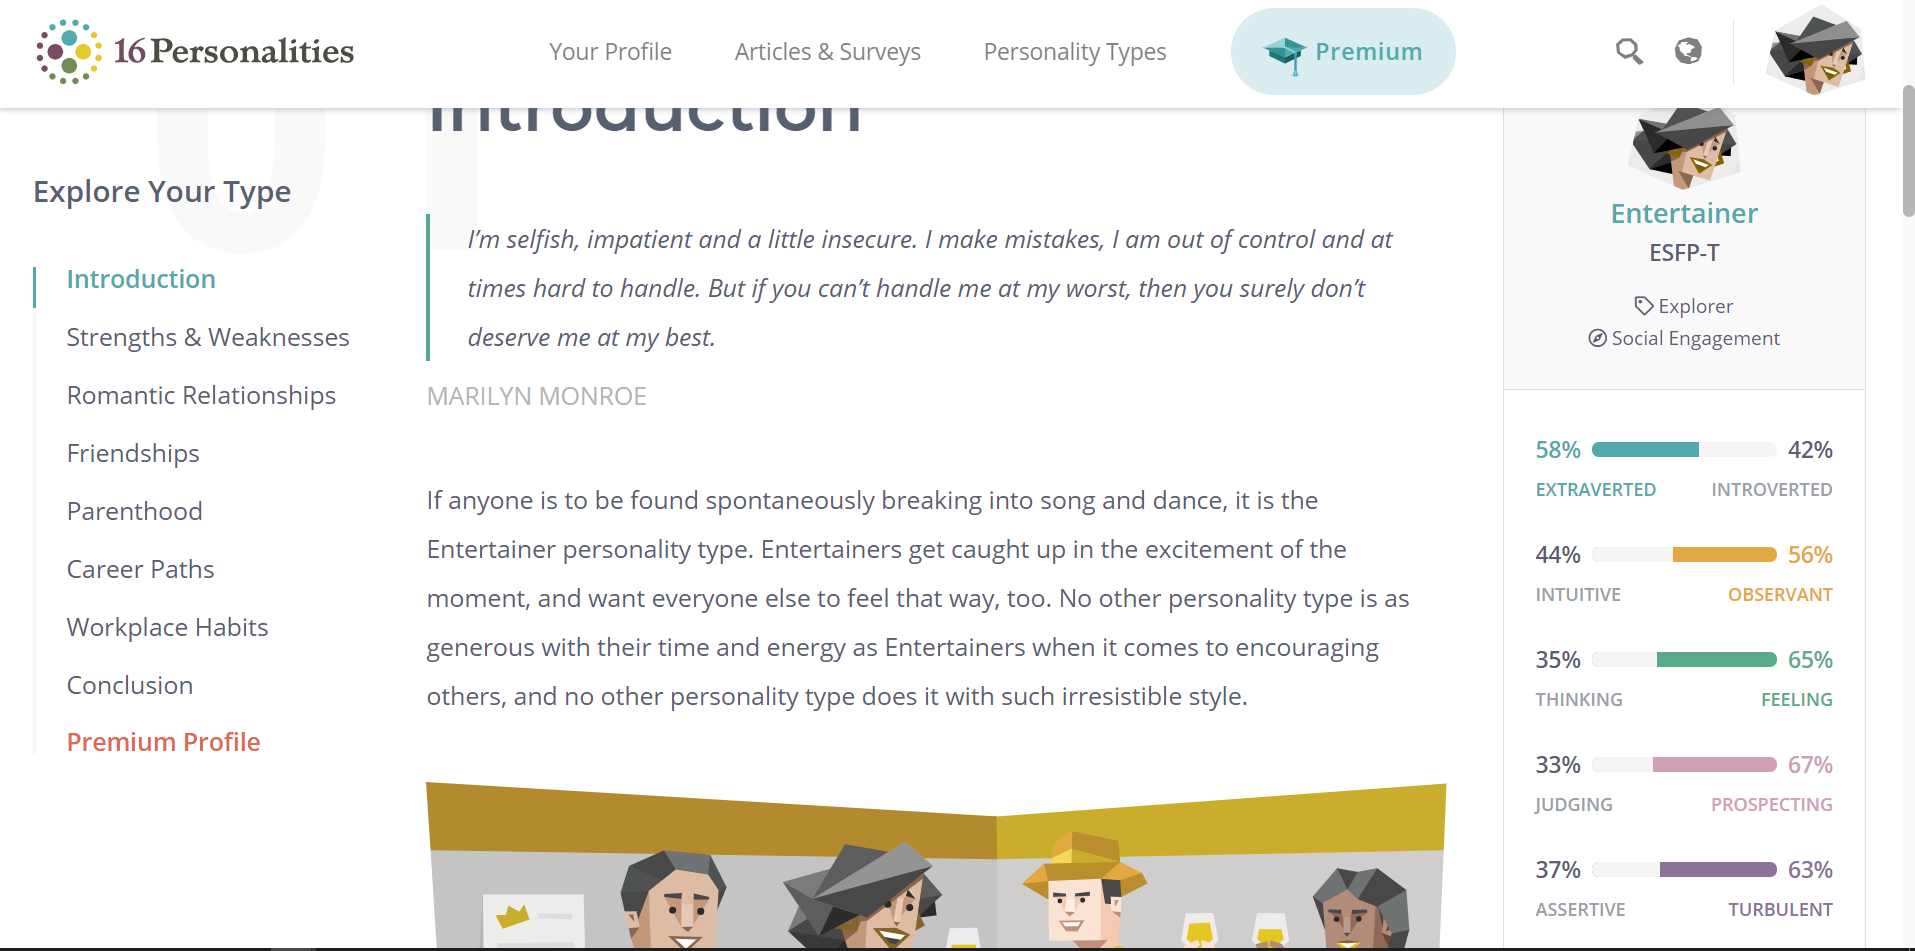 16Personalities
Your Profile
Articles & Surveys
Personality Types
Premium
01
Introduction
Explore Your Type
Introduction
Strengths & Weaknesses
Romantic Relationships
Friendships
Parenthood
Career Paths
Workplace Habits
Conclusion
Premium Profile
I’m selfish, impatient and a little insecure. I make mistakes, I am out of control and at
times hard to handle. But if you can’t handle me at my worst, then you surely don’t
deserve me at my best.
MARILYN MONROE
If anyone is to be found spontaneously breaking into song and dance, it is the
Entertainer personality type. Entertainers get caught up in the excitement of the
moment, and want everyone else to feel that way, too. No other personality type is as
generous with their time and energy as Entertainers when it comes to encouraging
others, and no other personality type does it with such irresistible style.
Entertainer
ESFP-T
Explorer
Social Engagement
58% 42%
EXTRAVERTED INTROVERTED
44% 56%
INTUITIVE OBSERVANT
35% 65%
THINKING FEELING
33% 67%
JUDGING PROSPECTING
37% 63%
ASSERTIVE TURBULENT